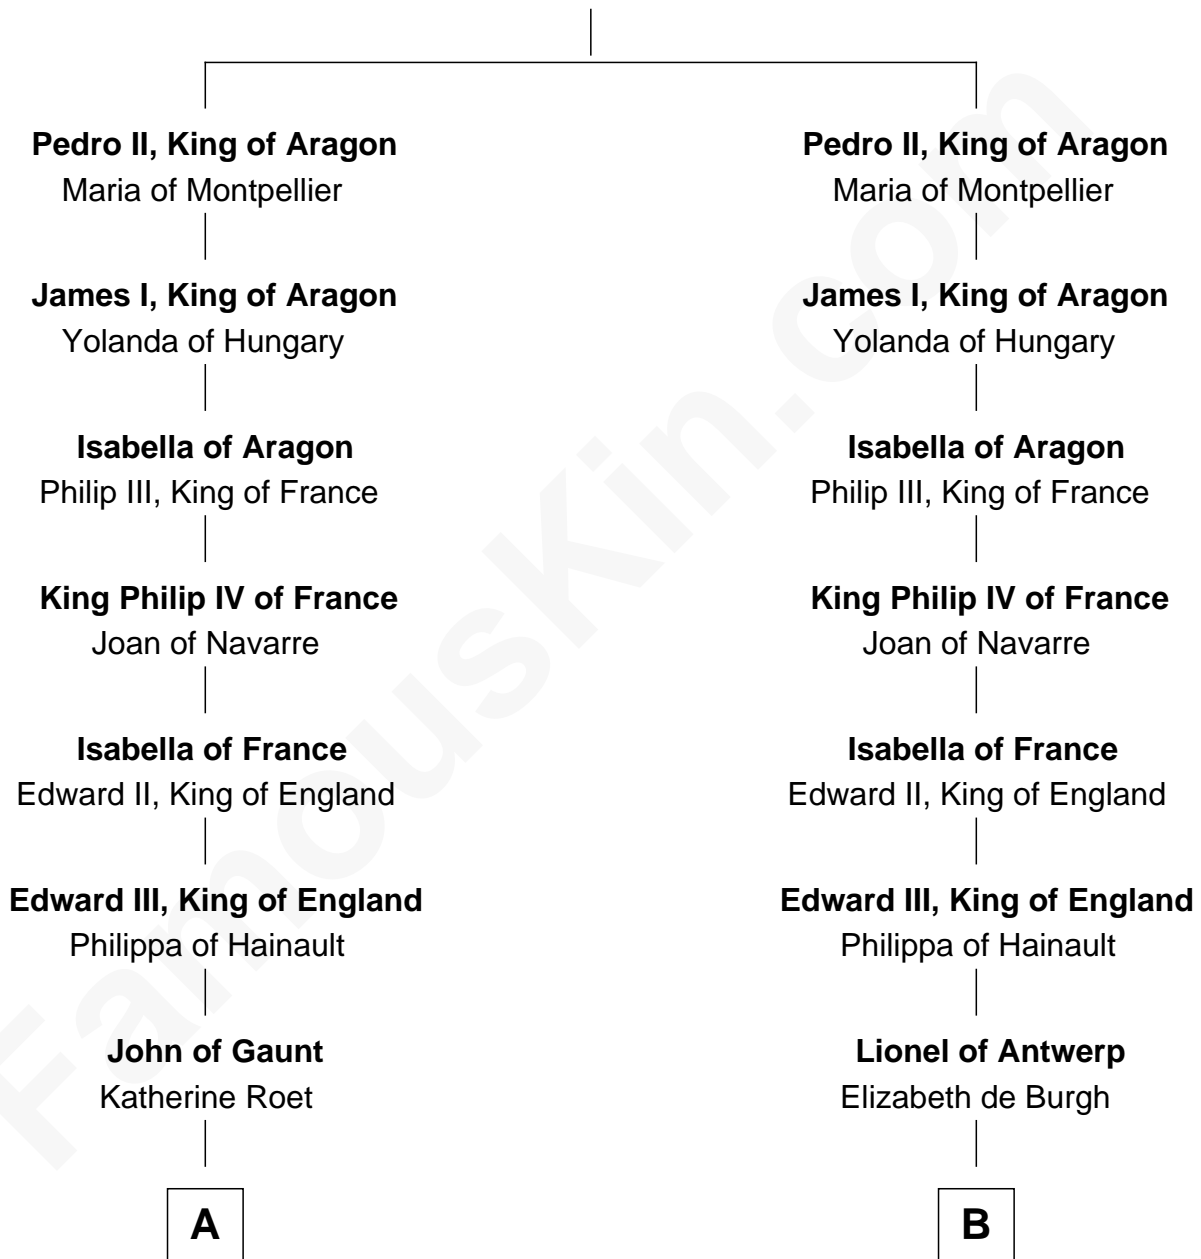 Pedro II, King of Aragon
Maria of Montpellier
James I, King of Aragon
Yolanda of Hungary
Isabella of Aragon
Philip III, King of France
King Philip IV of France
Joan of Navarre
Isabella of France
Edward II, King of England
Edward III, King of England
Philippa of Hainault
John of Gaunt
Katherine Roet
A
Pedro II, King of Aragon
Maria of Montpellier
James I, King of Aragon
Yolanda of Hungary
Isabella of Aragon
Philip III, King of France
King Philip IV of France
Joan of Navarre
Isabella of France
Edward II, King of England
Edward III, King of England
Philippa of Hainault
Lionel of Antwerp
Elizabeth de Burgh
B
FamousKin.com